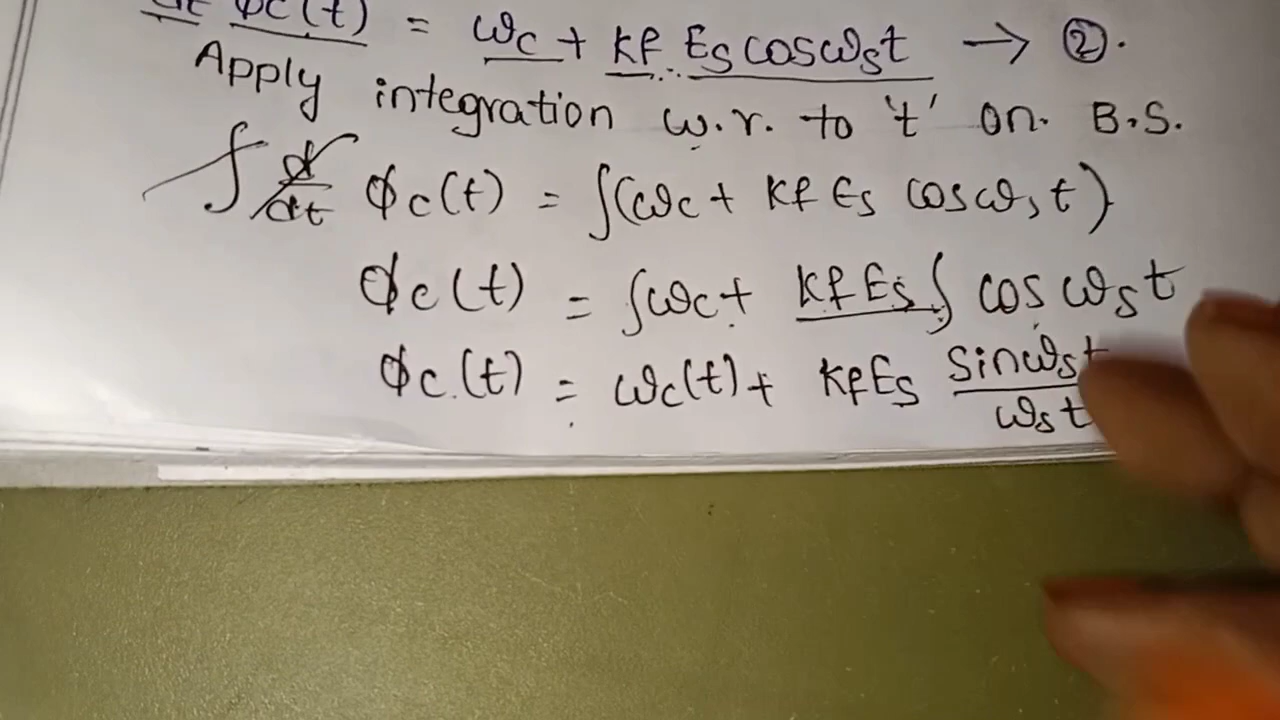 ϕc(t) = ωc + Kf Es cosωst → ②.
Apply integration w.r. to 't' on. B.S.
∫ d/dt ϕc(t) = ∫(ωc + Kf Es cosωst)
ϕc(t) = ∫ωc + Kf Es ∫ cos ωst
ϕc(t) = ωc(t) + Kf Es sinωst/ωst